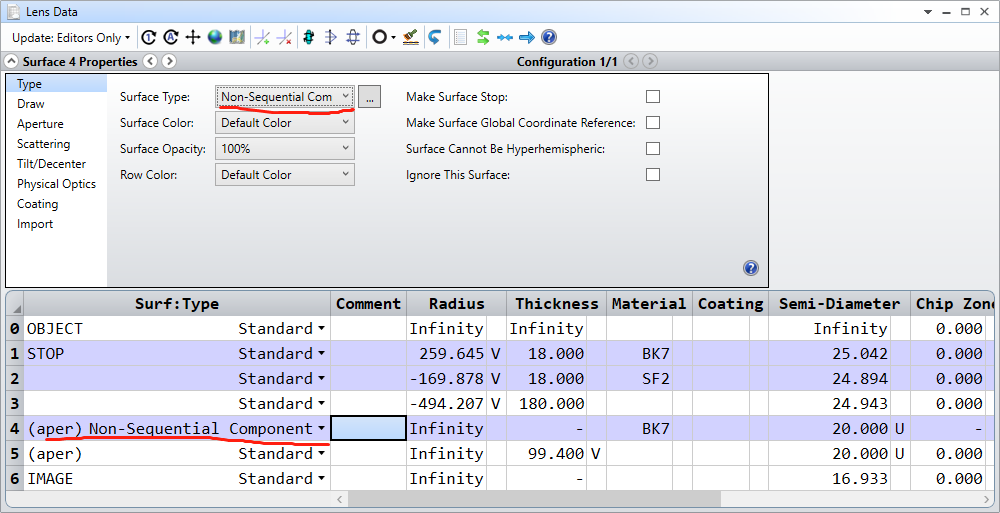 Lens Data
Update: Editors Only
Surface 4 Properties Configuration 1/1
Type
Draw
Aperture
Scattering
Tilt/Decenter
Physical Optics
Coating
Import
Surface Type: Non-Sequential Com ...
Surface Color: Default Color
Surface Opacity: 100%
Row Color: Default Color
Make Surface Stop:
Make Surface Global Coordinate Reference:
Surface Cannot Be Hyperhemispheric:
Ignore This Surface:
Surf:Type Comment Radius Thickness Material Coating Semi-Diameter Chip Zone
0 OBJECT Standard Infinity Infinity Infinity 0.000
1 STOP Standard 259.645 V 18.000 BK7 25.042 0.000
2 Standard -169.878 V 18.000 SF2 24.894 0.000
3 Standard -494.207 V 180.000 24.943 0.000
4 (aper) Non-Sequential Component Infinity - BK7 20.000 U -
5 (aper) Standard Infinity 99.400 V 20.000 U 0.000
6 IMAGE Standard Infinity - 16.933 0.000